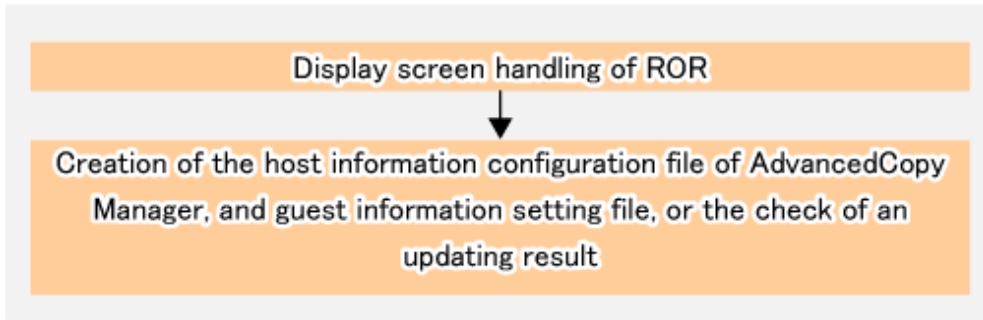 Display screen handling of ROR
Creation of the host information configuration file of AdvancedCopy
Manager, and guest information setting file, or the check of an
updating result